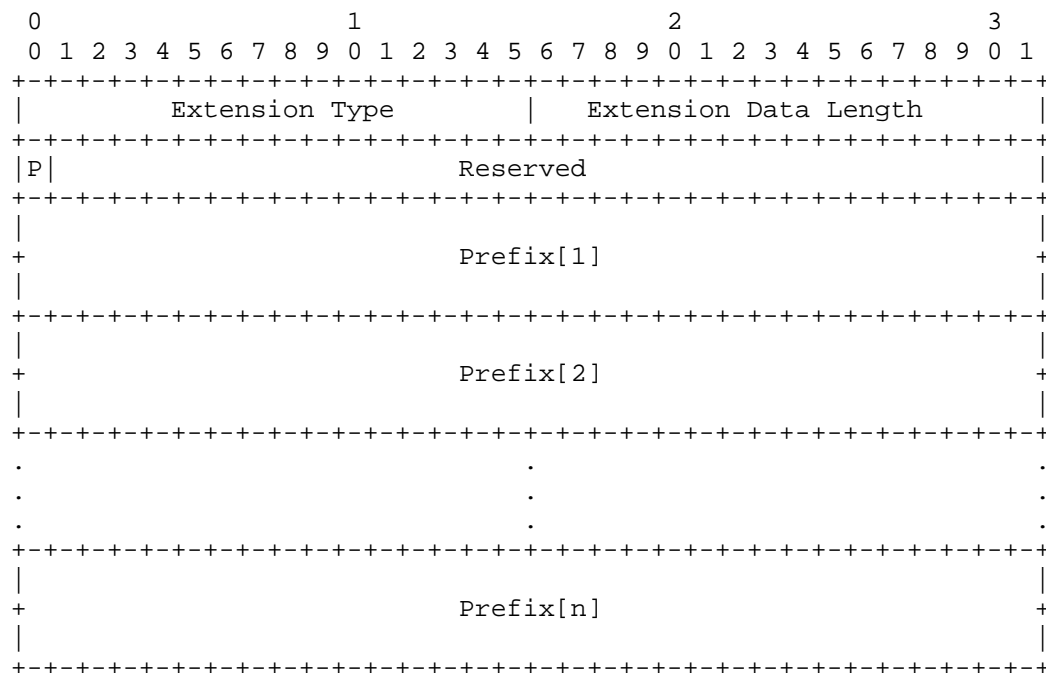 0                   1                   2                   3
 0 1 2 3 4 5 6 7 8 9 0 1 2 3 4 5 6 7 8 9 0 1 2 3 4 5 6 7 8 9 0 1
+-+-+-+-+-+-+-+-+-+-+-+-+-+-+-+-+-+-+-+-+-+-+-+-+-+-+-+-+-+-+-+-+
|         Extension Type        |   Extension Data Length       |
+-+-+-+-+-+-+-+-+-+-+-+-+-+-+-+-+-+-+-+-+-+-+-+-+-+-+-+-+-+-+-+-+
|P|                         Reserved                            |
+-+-+-+-+-+-+-+-+-+-+-+-+-+-+-+-+-+-+-+-+-+-+-+-+-+-+-+-+-+-+-+-+
|                                                               |
+                           Prefix[1]                           +
|                                                               |
+-+-+-+-+-+-+-+-+-+-+-+-+-+-+-+-+-+-+-+-+-+-+-+-+-+-+-+-+-+-+-+-+
|                                                               |
+                           Prefix[2]                           +
|                                                               |
+-+-+-+-+-+-+-+-+-+-+-+-+-+-+-+-+-+-+-+-+-+-+-+-+-+-+-+-+-+-+-+-+
.                               .                               .
.                               .                               .
.                               .                               .
+-+-+-+-+-+-+-+-+-+-+-+-+-+-+-+-+-+-+-+-+-+-+-+-+-+-+-+-+-+-+-+-+
|                                                               |
+                           Prefix[n]                           +
|                                                               |
+-+-+-+-+-+-+-+-+-+-+-+-+-+-+-+-+-+-+-+-+-+-+-+-+-+-+-+-+-+-+-+-+